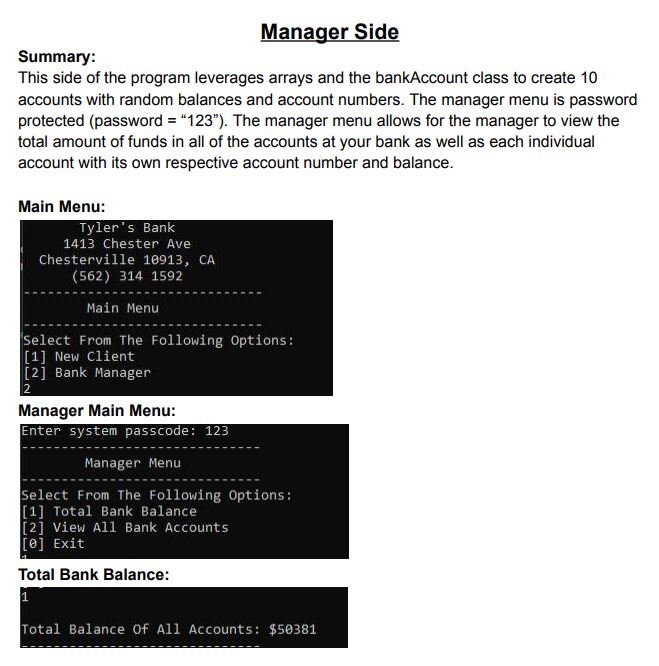 Manager Side
Summary:
This side of the program leverages arrays and the bankAccount class to create 10
accounts with random balances and account numbers. The manager menu is password
protected (password = “123”). The manager menu allows for the manager to view the
total amount of funds in all of the accounts at your bank as well as each individual
account with its own respective account number and balance.
Main Menu:
Tyler's Bank
1413 Chester Ave
Chesterville 10913, CA
(562) 314 1592
------------------------------
Main Menu
------------------------------
Select From The Following Options:
[1] New Client
[2] Bank Manager
2
Manager Main Menu:
Enter system passcode: 123
------------------------------
Manager Menu
------------------------------
Select From The Following Options:
[1] Total Bank Balance
[2] View All Bank Accounts
[0] Exit
Total Bank Balance:
1
Total Balance Of All Accounts: $50381
------------------------------